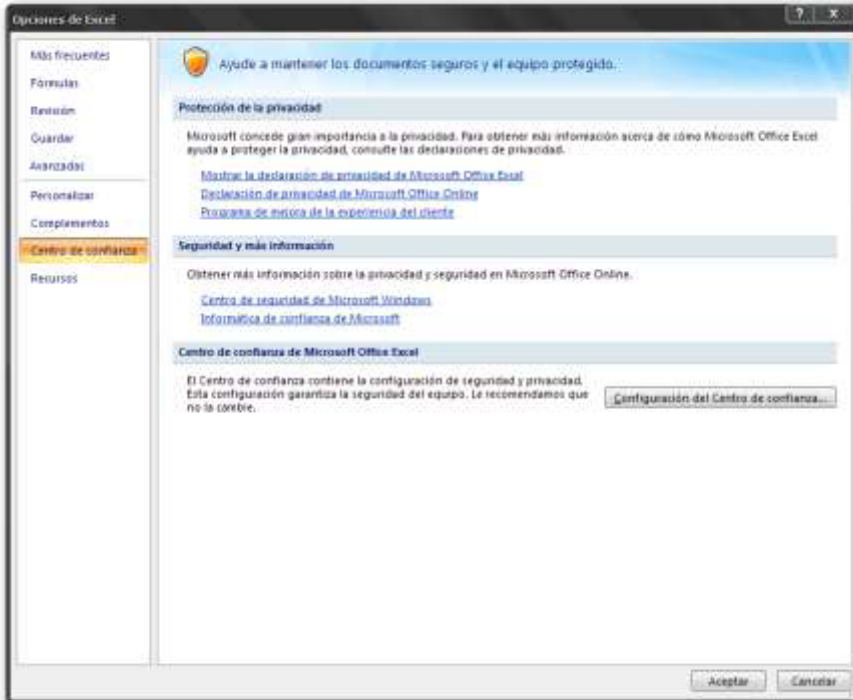 Opciones de Excel
Más frecuentes
Fórmulas
Revisión
Guardar
Avanzadas
Personalizar
Complementos
Centro de confianza
Recursos
Ayude a mantener los documentos seguros y el equipo protegido.
Protección de la privacidad
Microsoft concede gran importancia a la privacidad. Para obtener más información acerca de cómo Microsoft Office Excel
ayuda a proteger la privacidad, consulte las declaraciones de privacidad.
Mostrar la declaración de privacidad de Microsoft Office Excel
Declaración de privacidad de Microsoft Office Online
Programa de mejora de la experiencia del cliente
Seguridad y más información
Obtener más información sobre la privacidad y seguridad en Microsoft Office Online.
Centro de seguridad de Microsoft Windows
Informática de confianza de Microsoft
Centro de confianza de Microsoft Office Excel
El Centro de confianza contiene la configuración de seguridad y privacidad.
Esta configuración garantiza la seguridad del equipo. Le recomendamos que
no la cambie.
Configuración del Centro de confianza...
Aceptar
Cancelar